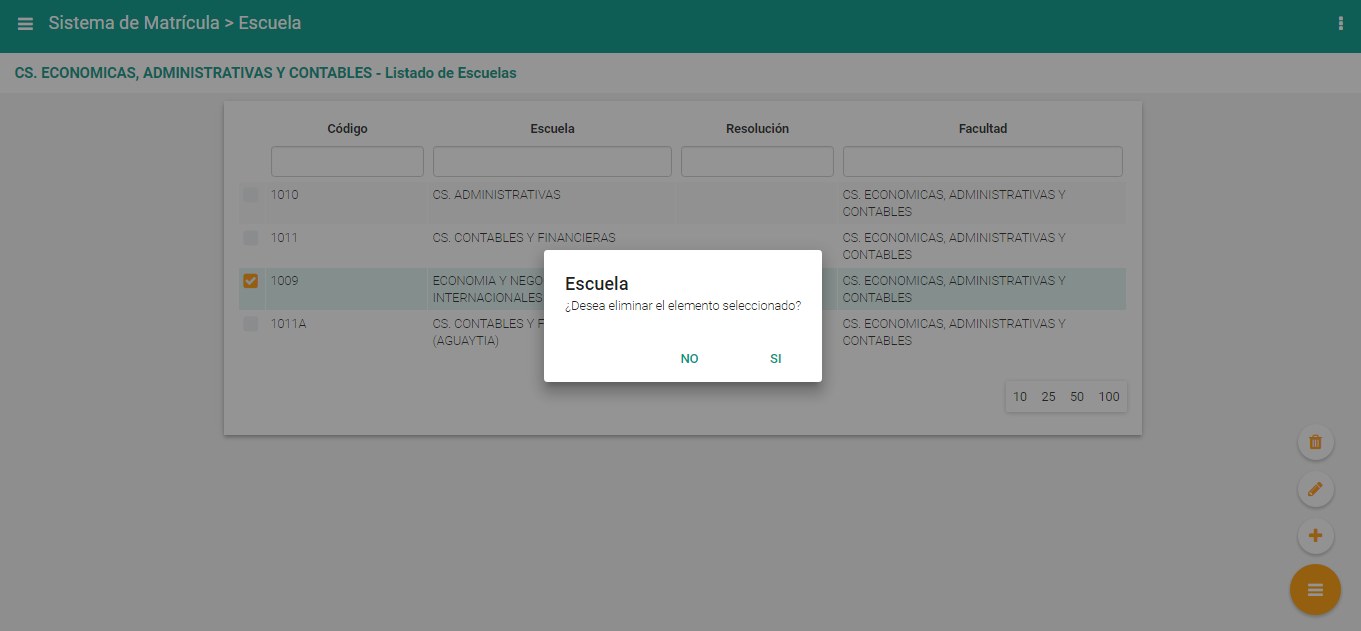 Sistema de Matrícula > Escuela
CS. ECONOMICAS, ADMINISTRATIVAS Y CONTABLES - Listado de Escuelas
Código Escuela Resolución Facultad
1010 CS. ADMINISTRATIVAS CS. ECONOMICAS, ADMINISTRATIVAS Y
CONTABLES
1011 CS. CONTABLES Y FINANCIERAS CS. ECONOMICAS, ADMINISTRATIVAS Y
CONTABLES
1009 ECONOMIA Y NEGO CS. ECONOMICAS, ADMINISTRATIVAS Y
INTERNACIONALES CONTABLES
1011A CS. CONTABLES Y F CS. ECONOMICAS, ADMINISTRATIVAS Y
(AGUAYTIA) CONTABLES
Escuela
¿Desea eliminar el elemento seleccionado?
NO SI
10 25 50 100